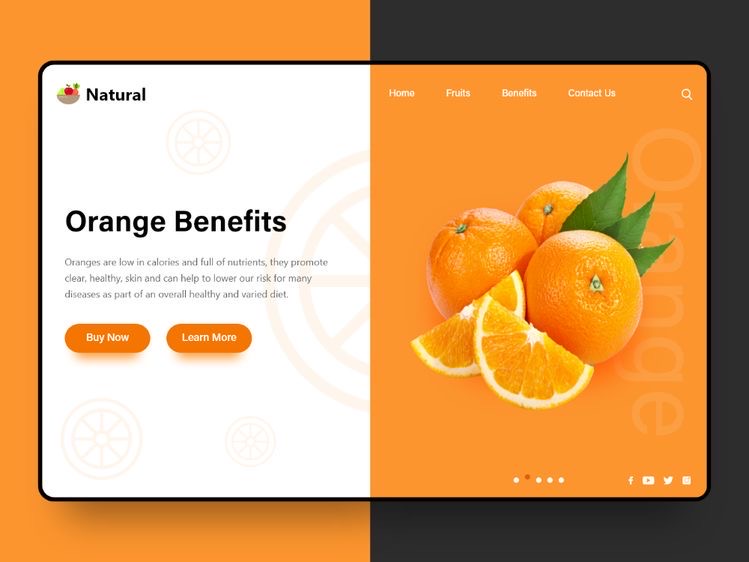 Natural
Home Fruits Benefits Contact Us
Orange Benefits
Oranges are low in calories and full of nutrients, they promote
clear, healthy, skin and can help to lower our risk for many
diseases as part of an overall healthy and varied diet.
Buy Now Learn More
Orange